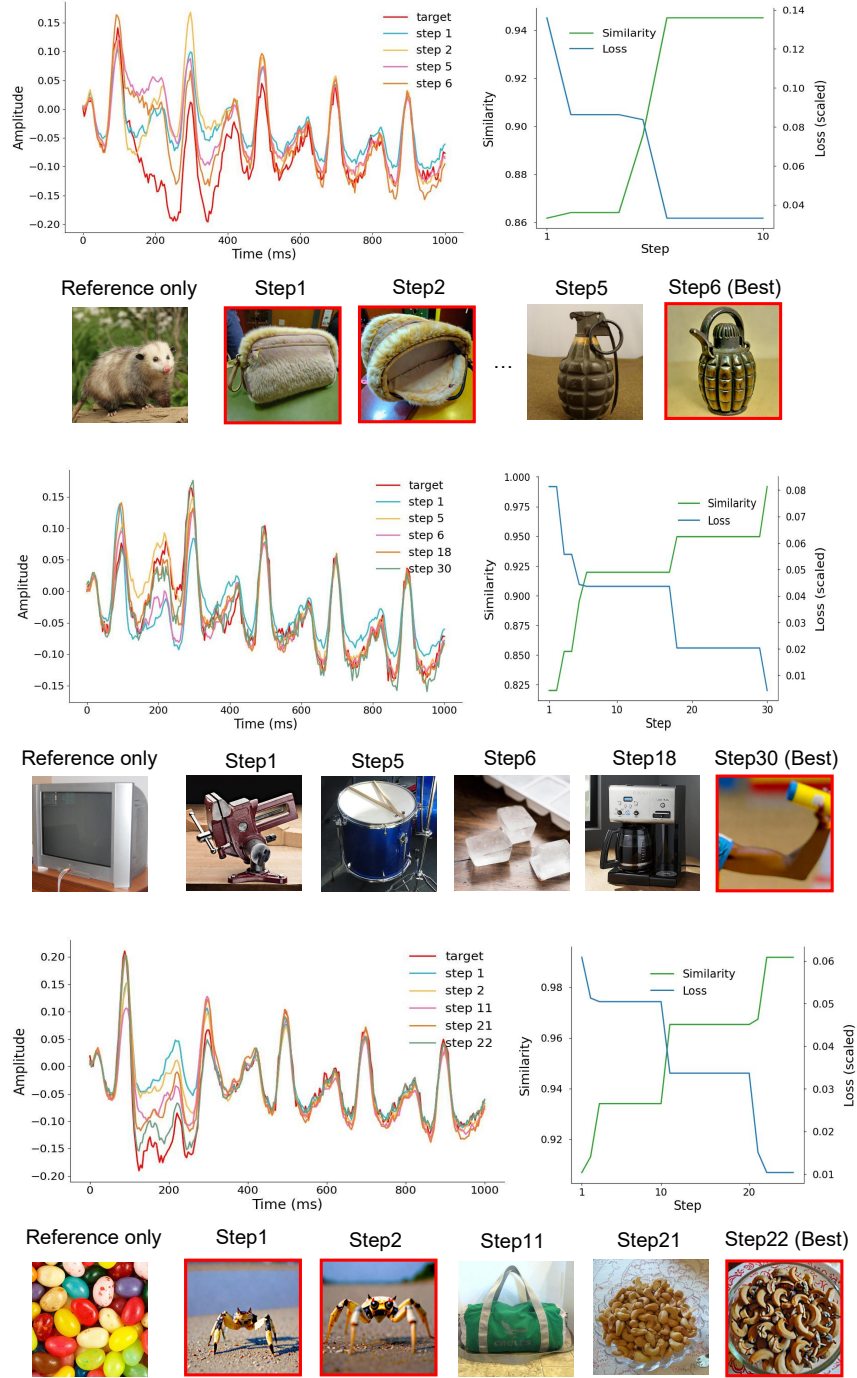 0.15
0.10
0.05
0.00
−0.05
−0.10
−0.15
−0.20
Amplitude
0 200 400 600 800 1000
Time (ms)
target
step 1
step 2
step 5
step 6
0.94
0.92
0.90
0.88
0.86
Similarity
Similarity
Loss
0.14
0.12
0.10
0.08
0.06
0.04
Loss (scaled)
1 10
Step
Reference only Step1 Step2 Step5 Step6 (Best)
...
0.15
0.10
0.05
0.00
−0.05
−0.10
−0.15
Amplitude
0 200 400 600 800 1000
Time (ms)
target
step 1
step 5
step 6
step 18
step 30
1.000
0.975
0.950
0.925
0.900
0.875
0.850
0.825
Similarity
Similarity
Loss
0.08
0.07
0.06
0.05
0.04
0.03
0.02
0.01
Loss (scaled)
1 10 20 30
Step
Reference only Step1 Step5 Step6 Step18 Step30 (Best)
0.20
0.15
0.10
0.05
0.00
−0.05
−0.10
−0.15
−0.20
Amplitude
0 200 400 600 800 1000
Time (ms)
target
step 1
step 2
step 11
step 21
step 22
0.98
0.96
0.94
0.92
Similarity
Similarity
Loss
0.06
0.05
0.04
0.03
0.02
0.01
Loss (scaled)
1 10 20
Step
Reference only Step1 Step2 Step11 Step21 Step22 (Best)